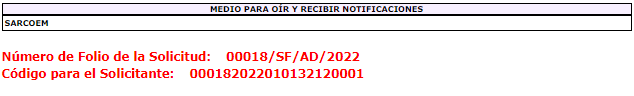 MEDIO PARA OÍR Y RECIBIR NOTIFICACIONES
SARCOEM
Número de Folio de la Solicitud: 00018/SF/AD/2022
Código para el Solicitante: 000182022010132120001